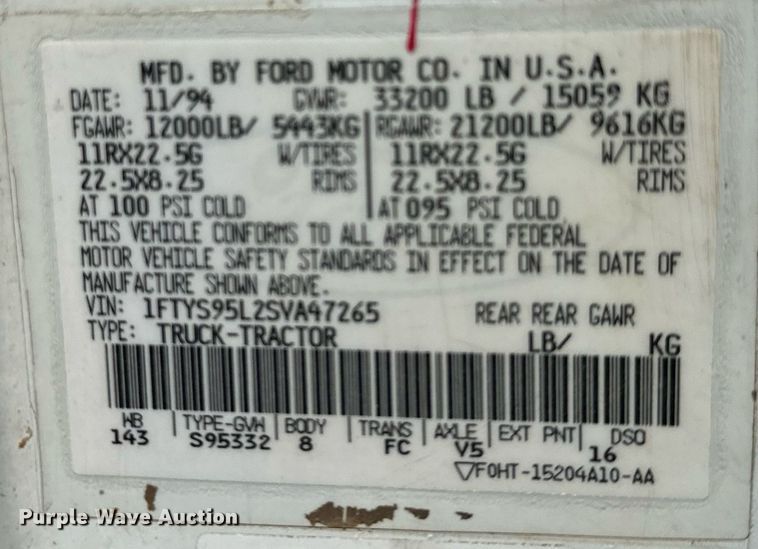 MFD. BY FORD MOTOR CO. IN U.S.A.
DATE: 11/94 GVWR: 33200 LB / 15059 KG
FGAWR: 12000LB/ 5443KG RGAWR: 21200LB/ 9616KG
11RX22.5G W/TIRES 11RX22.5G W/TIRES
22.5X8.25 RIMS 22.5X8.25 RIMS
AT 100 PSI COLD AT 095 PSI COLD
THIS VEHICLE CONFORMS TO ALL APPLICABLE FEDERAL
MOTOR VEHICLE SAFETY STANDARDS IN EFFECT ON THE DATE OF
MANUFACTURE SHOWN ABOVE.
VIN: 1FTYS95L2SVA47265 REAR REAR GAWR
TYPE: TRUCK-TRACTOR LB/ KG
WB TYPE-GVW BODY TRANS AXLE EXT PNT DSO
143 S95332 8 FC V5 16
F0HT-15204A10-AA
Purple Wave Auction